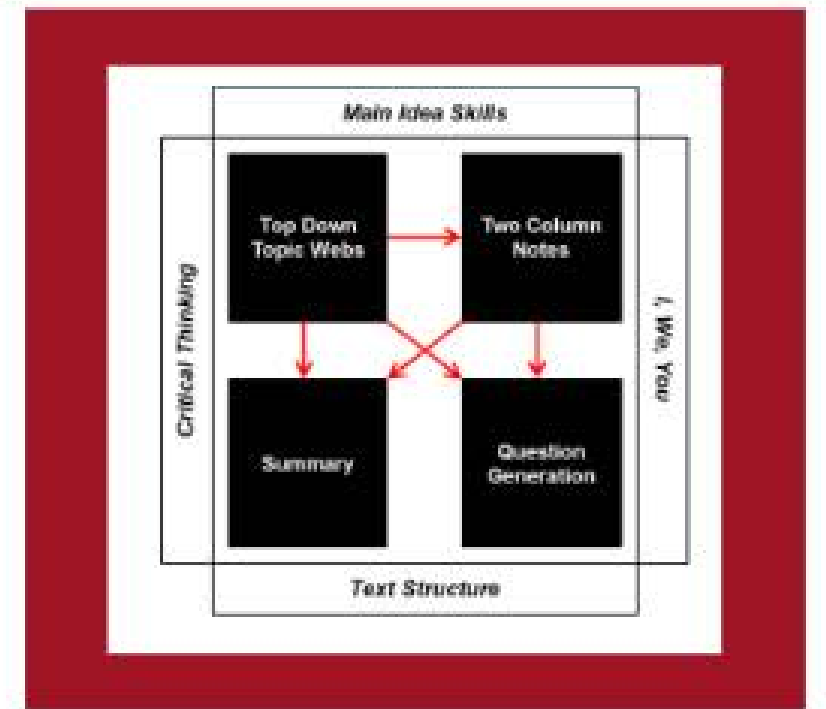 Main Idea Skills
Top Down
Topic Webs
Two Column
Notes
Critical Thinking
I, We, You
Summary
Question
Generation
Text Structure